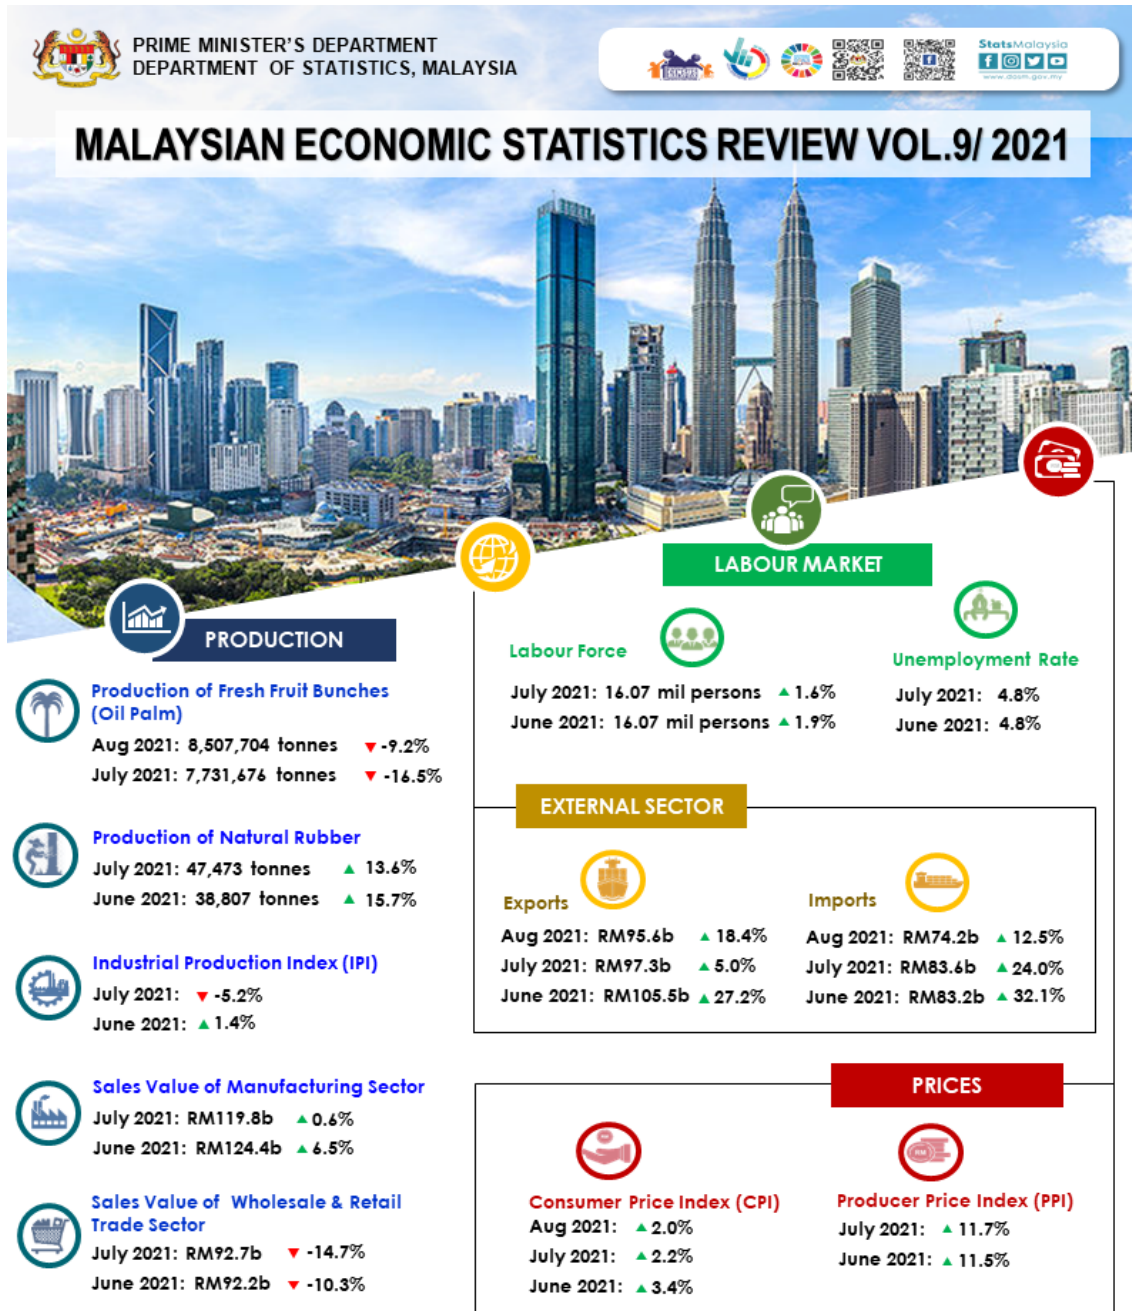 PRIME MINISTER'S DEPARTMENT
DEPARTMENT OF STATISTICS, MALAYSIA
CENSUS
StatsMalaysia
www.dosm.gov.my
MALAYSIAN ECONOMIC STATISTICS REVIEW VOL.9/ 2021
LABOUR MARKET
Labour Force
July 2021: 16.07 mil persons ▲ 1.6%
June 2021: 16.07 mil persons ▲ 1.9%
Unemployment Rate
July 2021: 4.8%
June 2021: 4.8%
PRODUCTION
Production of Fresh Fruit Bunches
(Oil Palm)
Aug 2021: 8,507,704 tonnes ▼ -9.2%
July 2021: 7,731,676 tonnes ▼ -16.5%
Production of Natural Rubber
July 2021: 47,473 tonnes ▲ 13.6%
June 2021: 38,807 tonnes ▲ 15.7%
Industrial Production Index (IPI)
July 2021: ▼ -5.2%
June 2021: ▲ 1.4%
Sales Value of Manufacturing Sector
July 2021: RM119.8b ▲ 0.6%
June 2021: RM124.4b ▲ 6.5%
Sales Value of Wholesale & Retail
Trade Sector
July 2021: RM92.7b ▼ -14.7%
June 2021: RM92.2b ▼ -10.3%
EXTERNAL SECTOR
Exports
Aug 2021: RM95.6b ▲ 18.4%
July 2021: RM97.3b ▲ 5.0%
June 2021: RM105.5b ▲ 27.2%
Imports
Aug 2021: RM74.2b ▲ 12.5%
July 2021: RM83.6b ▲ 24.0%
June 2021: RM83.2b ▲ 32.1%
PRICES
Consumer Price Index (CPI)
Aug 2021: ▲ 2.0%
July 2021: ▲ 2.2%
June 2021: ▲ 3.4%
RM
Producer Price Index (PPI)
July 2021: ▲ 11.7%
June 2021: ▲ 11.5%